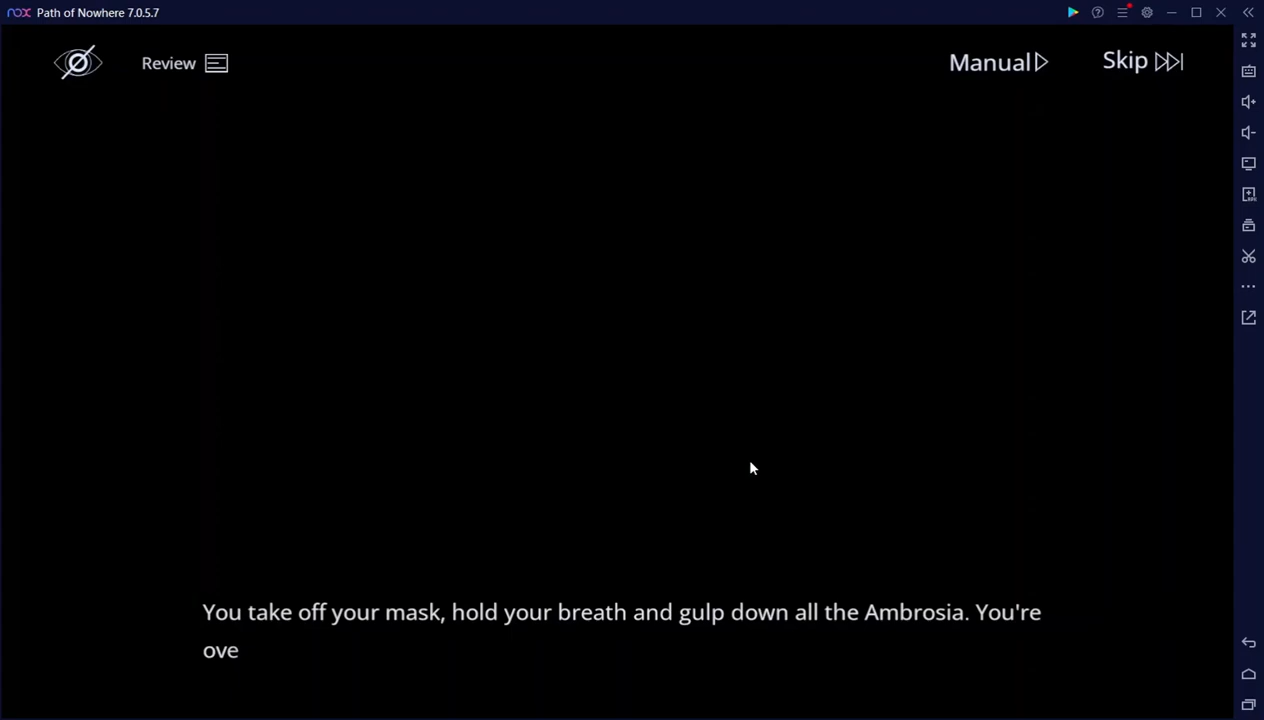 nox Path of Nowhere 7.0.5.7
Review
Manual
Skip
You take off your mask, hold your breath and gulp down all the Ambrosia. You're
ove